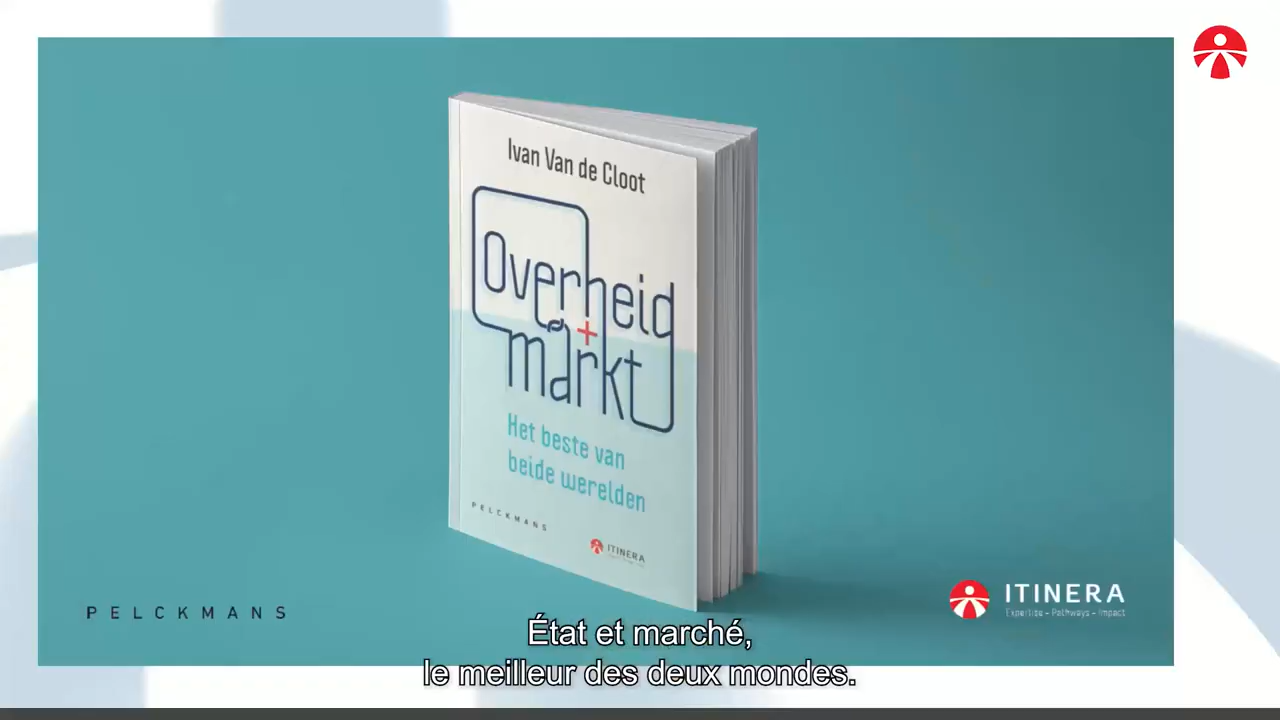 Ivan Van de Cloot
Overheid
+
markt
Het beste van
beide werelden
PELCKMANS
ITINERA
PELCKMANS
ITINERA
Expertise - Pathways - Impact
État et marché,
le meilleur des deux mondes.